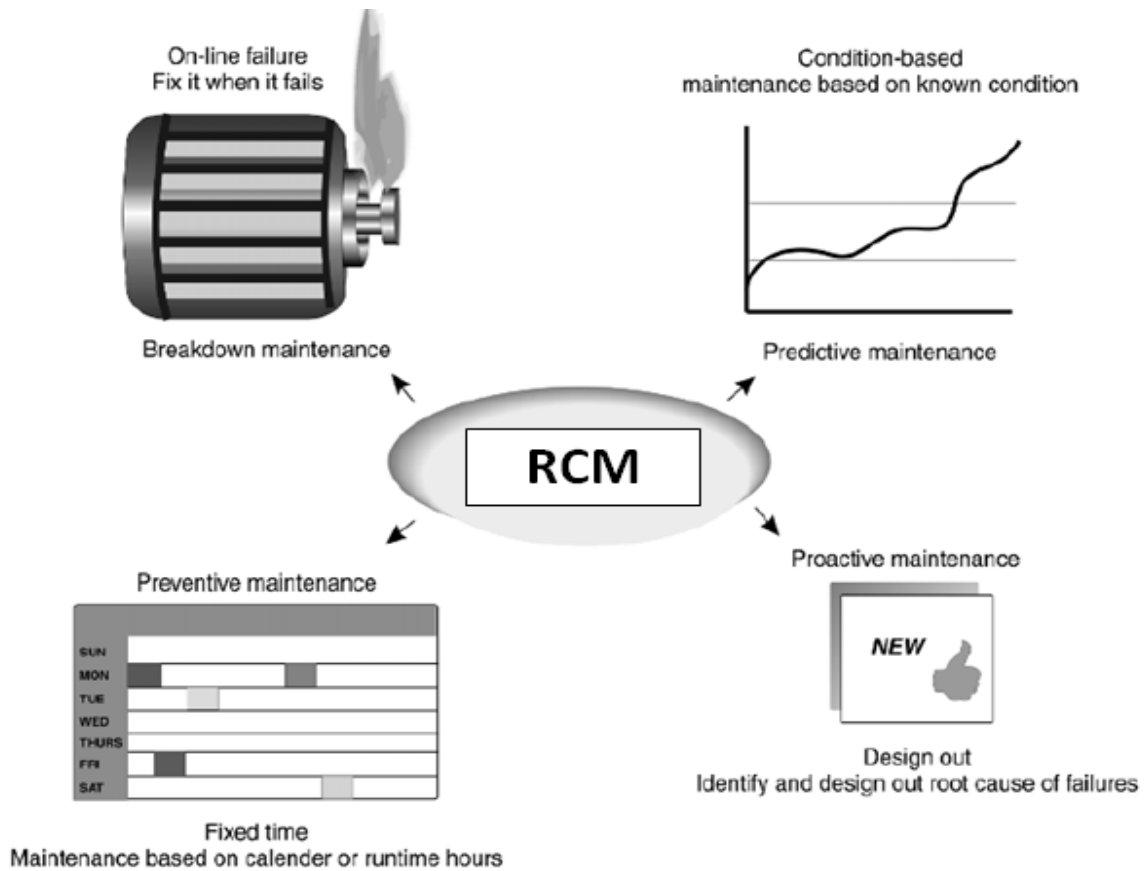 On-line failure
Fix it when it fails
Breakdown maintenance
Condition-based
maintenance based on known condition
Predictive maintenance
RCM
Preventive maintenance
SUN
MON
TUE
WED
THURS
FRI
SAT
Fixed time
Maintenance based on calender or runtime hours
Proactive maintenance
NEW
Design out
Identify and design out root cause of failures